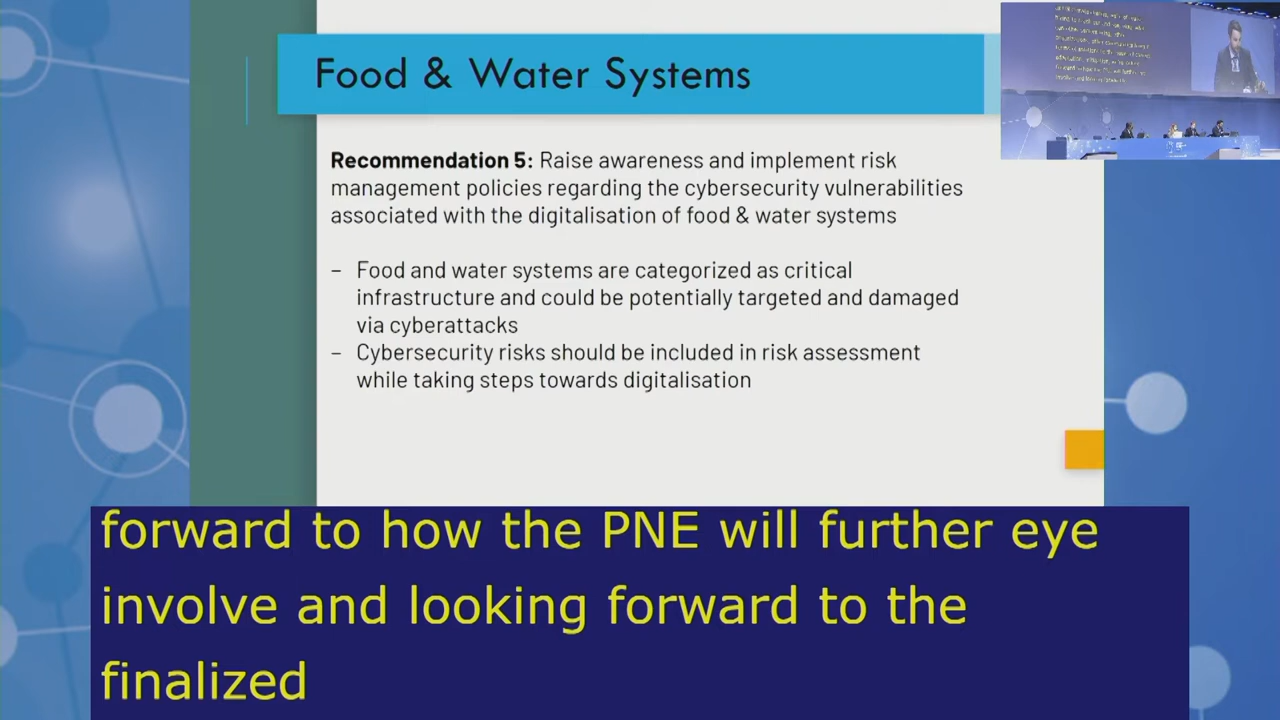 Food & Water Systems
Recommendation 5: Raise awareness and implement risk
management policies regarding the cybersecurity vulnerabilities
associated with the digitalisation of food & water systems
– Food and water systems are categorized as critical
infrastructure and could be potentially targeted and damaged
via cyberattacks
– Cybersecurity risks should be included in risk assessment
while taking steps towards digitalisation
forward to how the PNE will further eye
involve and looking forward to the
finalized